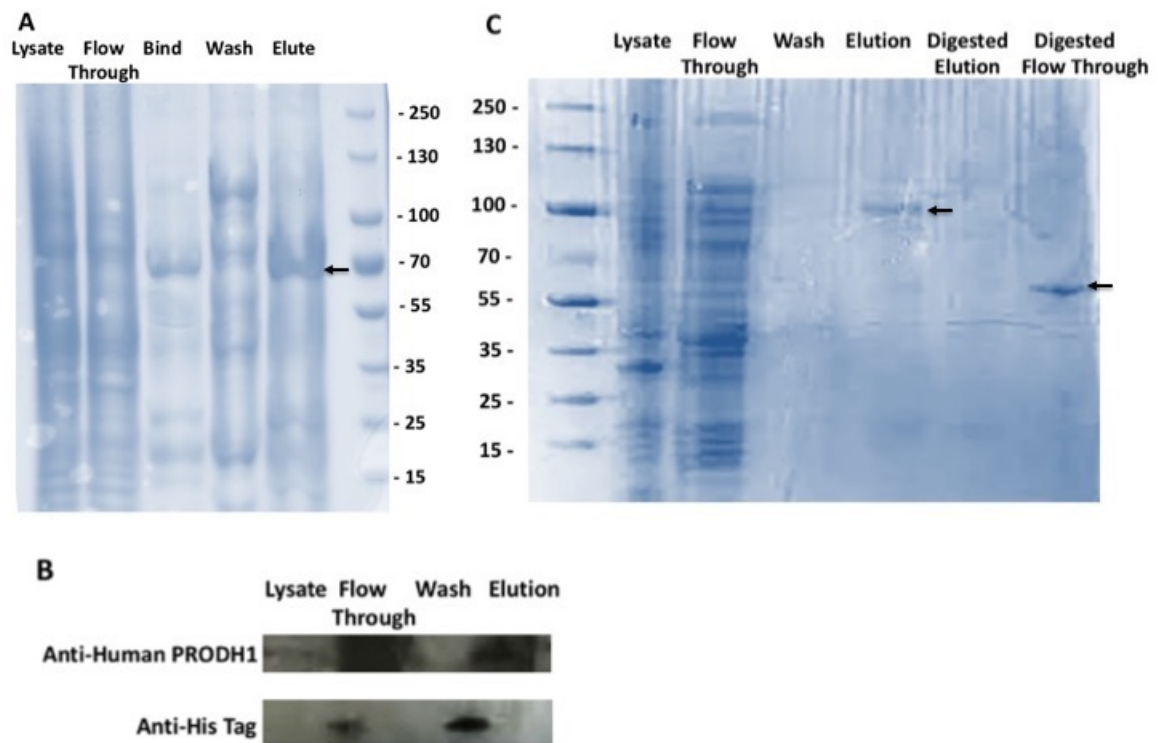 A
Lysate Flow Bind Wash Elute
Through
- 250
- 130
- 100
- 70
- 55
- 35
- 25
- 15
C
Lysate Flow Wash Elution Digested Digested
Through Elution Flow Through
250 -
130 -
100 -
70 -
55 -
35 -
25 -
15 -
B
Lysate Flow Wash Elution
Through
Anti-Human PRODH1
Anti-His Tag